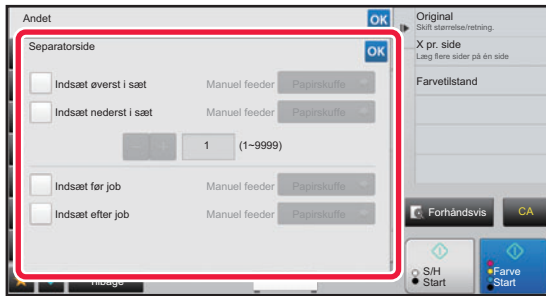 Andet OK
Separatorside OK
Indsæt øverst i sæt Manuel feeder Papirskuffe
Indsæt nederst i sæt Manuel feeder Papirskuffe
- + 1 (1~9999)
Indsæt før job Manuel feeder Papirskuffe
Indsæt efter job Manuel feeder Papirskuffe
Tilbage
Original
Skift størrelse/retning.
X pr. side
Læg flere sider på én side
Farvetilstand
Forhåndsvis CA
S/H
Start
Farve
Start